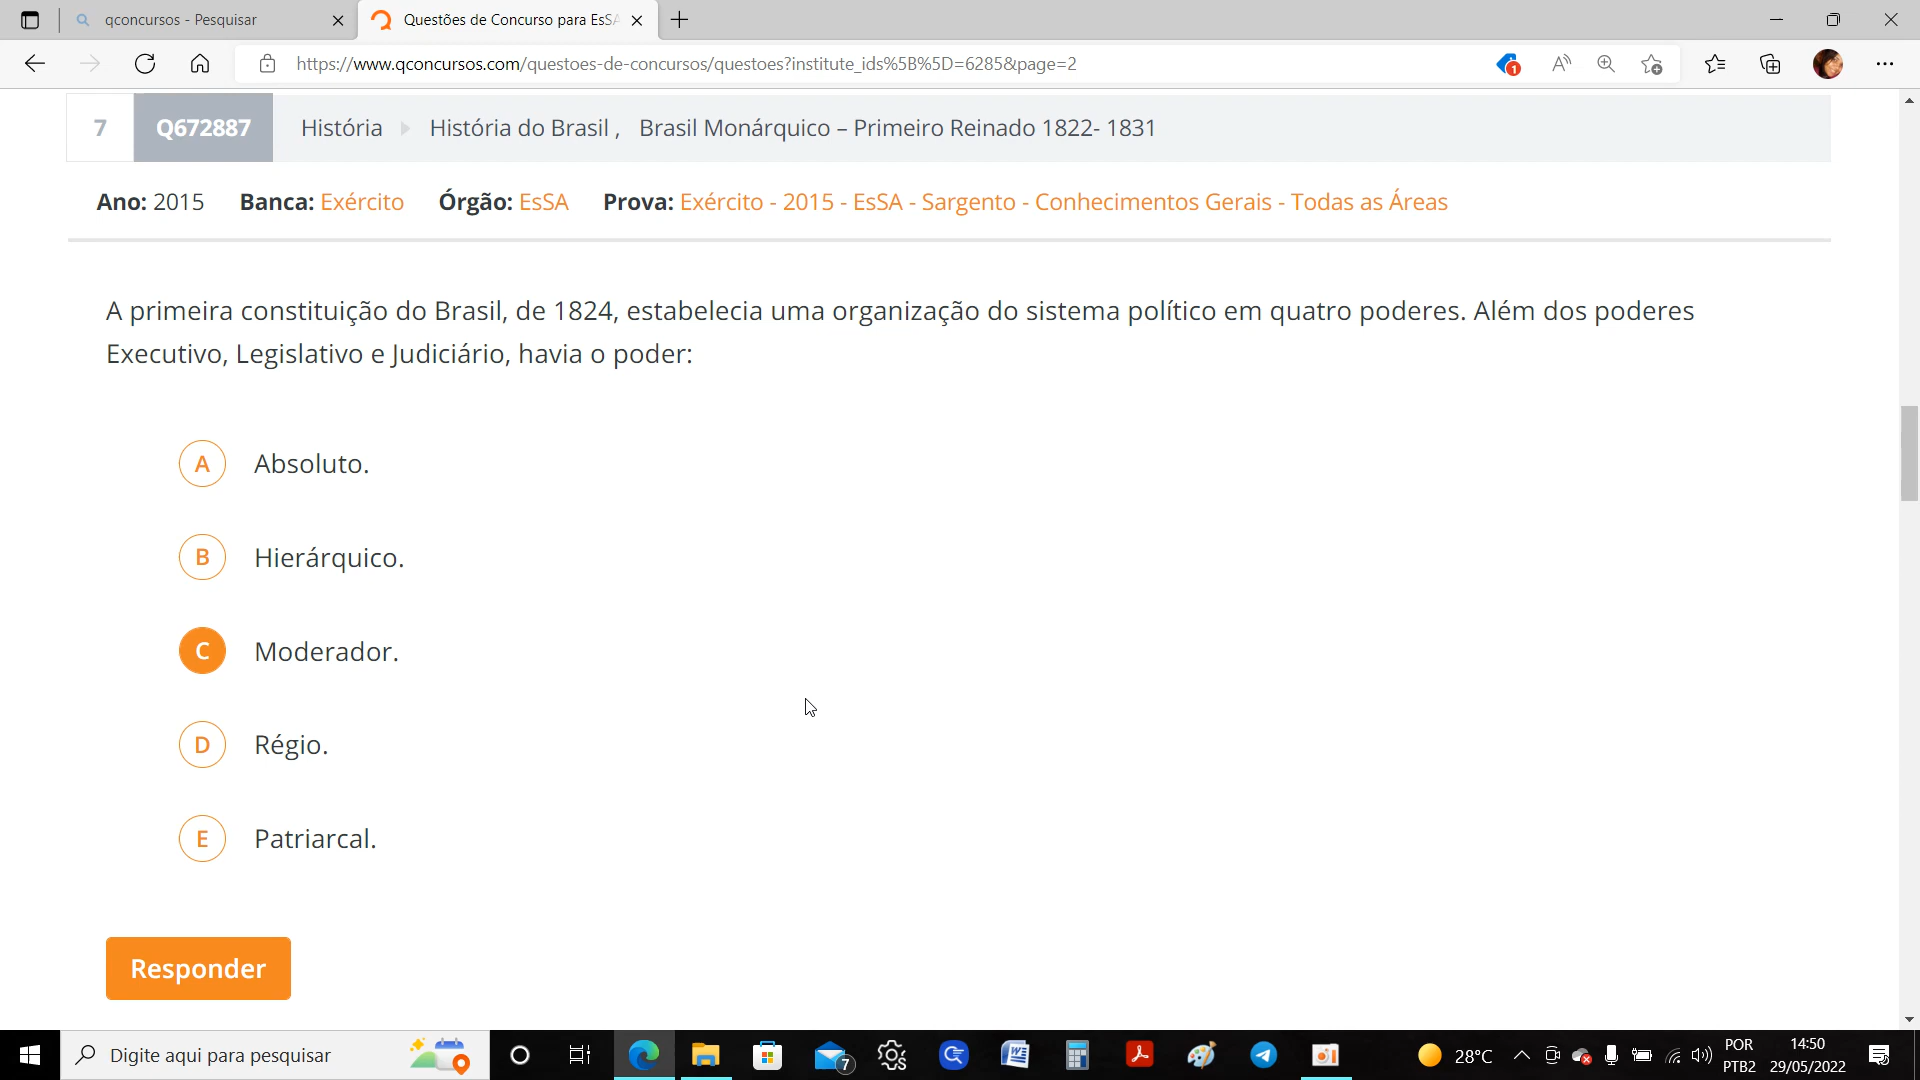 qconcursos - Pesquisar
Questões de Concurso para EsSA
https://www.qconcursos.com/questoes-de-concursos/questoes?institute_ids%5B%5D=6285&page=2
1
7 Q672887 História História do Brasil , Brasil Monárquico – Primeiro Reinado 1822- 1831
Ano: 2015 Banca: Exército Órgão: EsSA Prova: Exército - 2015 - EsSA - Sargento - Conhecimentos Gerais - Todas as Áreas
A primeira constituição do Brasil, de 1824, estabelecia uma organização do sistema político em quatro poderes. Além dos poderes
Executivo, Legislativo e Judiciário, havia o poder:
A Absoluto.
B Hierárquico.
C Moderador.
D Régio.
E Patriarcal.
Responder
Digite aqui para pesquisar
7
28°C
POR
PTB2
14:50
29/05/2022